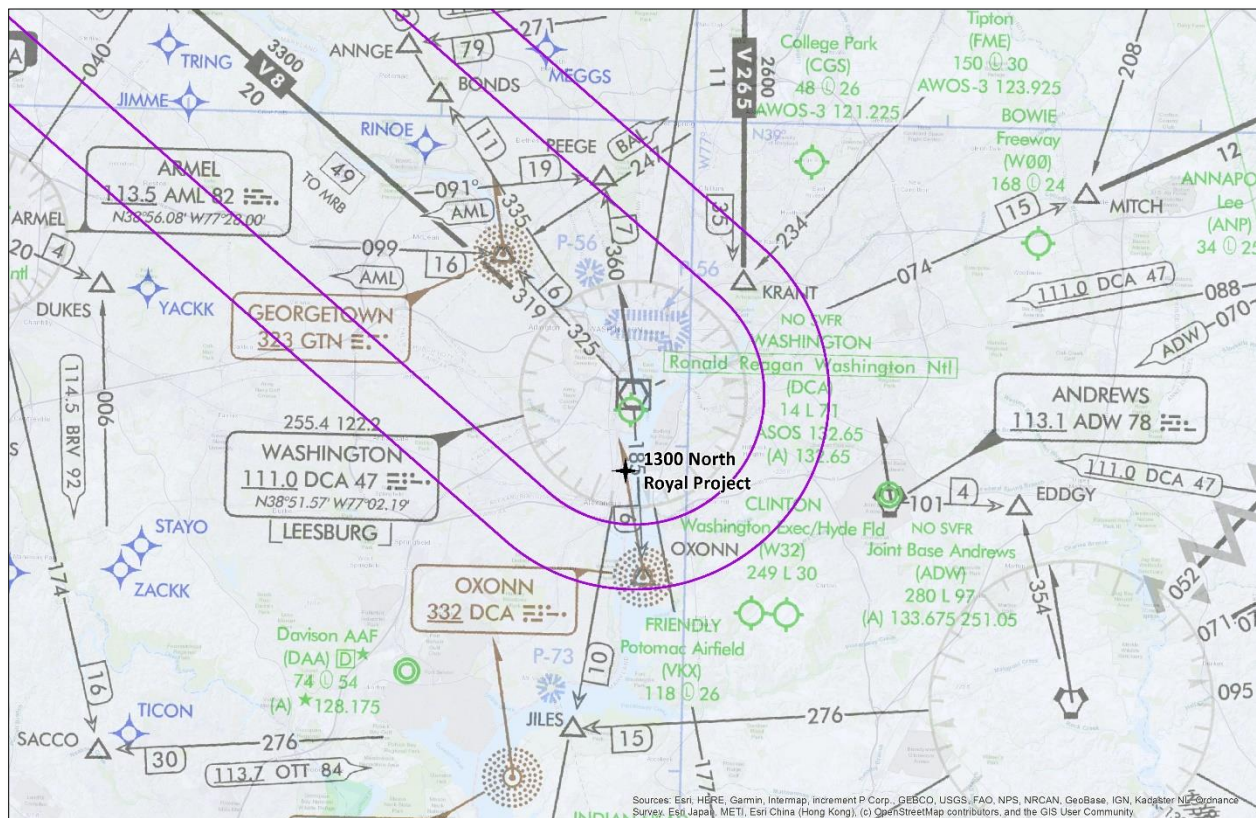 3300
V8
20
040
A
TRING
JIMME
ANNGE
79
271
MEGGS
BONDS
RINOE
11
PEEGE
19
BAL
241
N39°
W77°
2600
V265
11
College Park
(CGS)
48 Ⓛ 26
AWOS-3 121.225
Tipton
(FME)
150 Ⓛ 30
AWOS-3 123.925
BOWIE
Freeway
(W00)
168 Ⓛ 24
208
12
ANNAPO
Lee
(ANP)
34 Ⓛ 25
15
MITCH
ARMEL
113.5 AML 82
N38°56.08' W77°28.00'
ARMEL
20
4
ntl
49
TO MRB
091°
AML
335
099
16
AML
319
6
325
7
360
P-56
P-56
35
234
KRANT
074
111.0 DCA 47
088
070
ADW
DUKES
YACKK
GEORGETOWN
323 GTN
NO SVFR
WASHINGTON
Ronald Reagan Washington Ntl
(DCA)
14 L 71
ASOS 132.65
(A) 132.65
ANDREWS
113.1 ADW 78
111.0 DCA 47
114.5 BRV 92
006
S
255.4 122.2
WASHINGTON
111.0 DCA 47
N38°51.57' W77°02.19'
LEESBURG
185
1300 North
Royal Project
CLINTON
Washington Exec/Hyde Fld
(W32)
249 L 30
101
4
EDDGY
NO SVFR
Joint Base Andrews
(ADW)
280 L 97
(A) 133.675 251.05
STAYO
ZACKK
174
OXONN
332 DCA
9
OXONN
052
354
071
07
095
Davison AAF
(DAA) D★
74 Ⓛ 54
(A) ★128.175
P-73
10
FRIENDLY
Potomac Airfield
(VKX)
118 Ⓛ 26
16
TICON
SACCO
30
276
113.7 OTT 84
JILES
15
276
177
INDIAN
Sources: Esri, HERE, Garmin, Intermap, increment P Corp., GEBCO, USGS, FAO, NPS, NRCAN, GeoBase, IGN, Kadaster NL, Ordnance
Survey, Esri Japan, METI, Esri China (Hong Kong), (c) OpenStreetMap contributors, and the GIS User Community